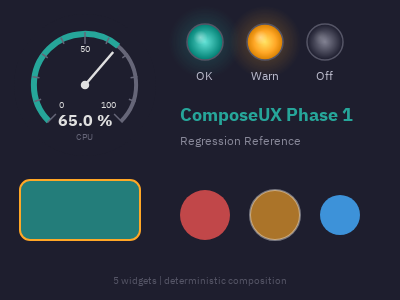 50
0 100
65.0 %
CPU
OK Warn Off
ComposeUX Phase 1
Regression Reference
5 widgets | deterministic composition